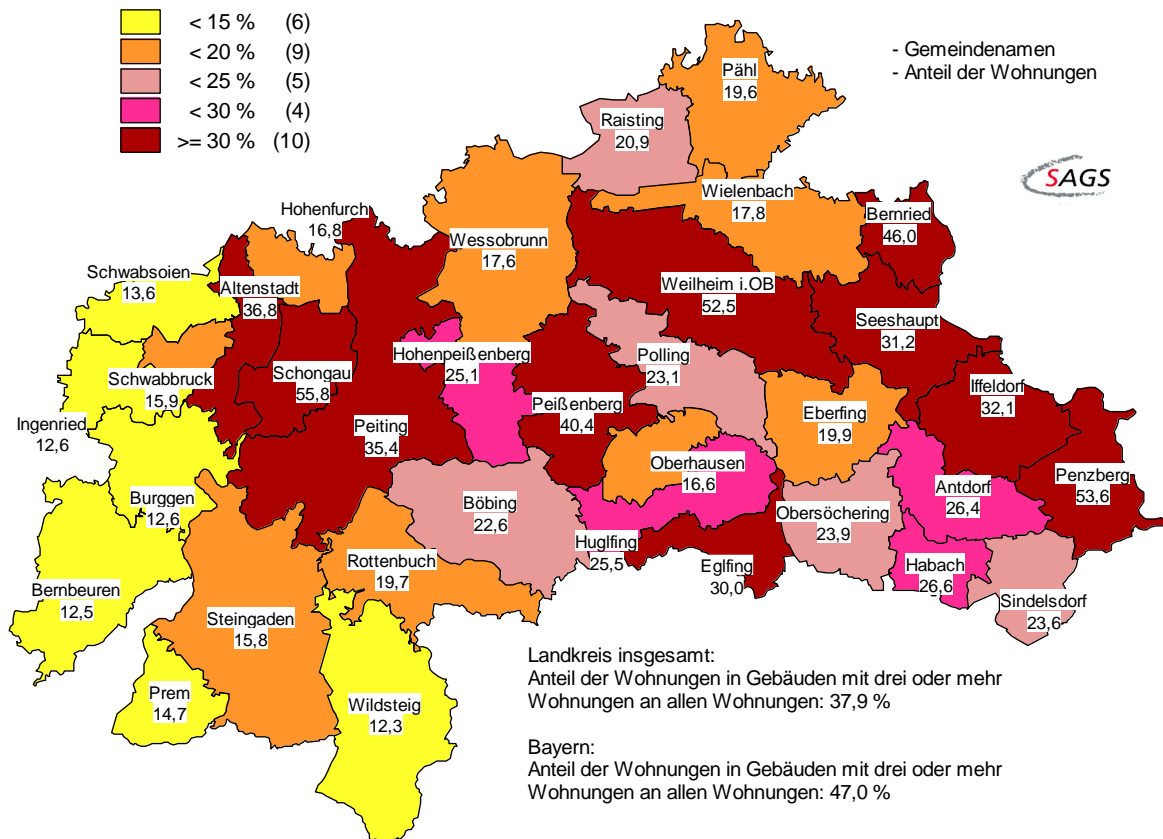 < 15 % (6)
< 20 % (9)
< 25 % (5)
< 30 % (4)
>= 30 % (10)
- Gemeindenamen
- Anteil der Wohnungen
SAGS
Pähl
19,6
Raisting
20,9
Wielenbach
17,8
Bernried
46,0
Hohenfurch
16,8
Wessobrunn
17,6
Schwabsoien
13,6
Altenstadt
36,8
Weilheim i.OB
52,5
Seeshaupt
31,2
Hohenpeißenberg
25,1
Polling
23,1
Schwabbruck
15,9
Schongau
55,8
Iffeldorf
32,1
Peißenberg
40,4
Eberfing
19,9
Ingenried
12,6
Peiting
35,4
Oberhausen
16,6
Penzberg
53,6
Antdorf
26,4
Burggen
12,6
Böbing
22,6
Obersöchering
23,9
Huglfing
25,5
Eglfing
30,0
Habach
26,6
Rottenbuch
19,7
Bernbeuren
12,5
Sindelsdorf
23,6
Steingaden
15,8
Prem
14,7
Wildsteig
12,3
Landkreis insgesamt:
Anteil der Wohnungen in Gebäuden mit drei oder mehr
Wohnungen an allen Wohnungen: 37,9 %
Bayern:
Anteil der Wohnungen in Gebäuden mit drei oder mehr
Wohnungen an allen Wohnungen: 47,0 %